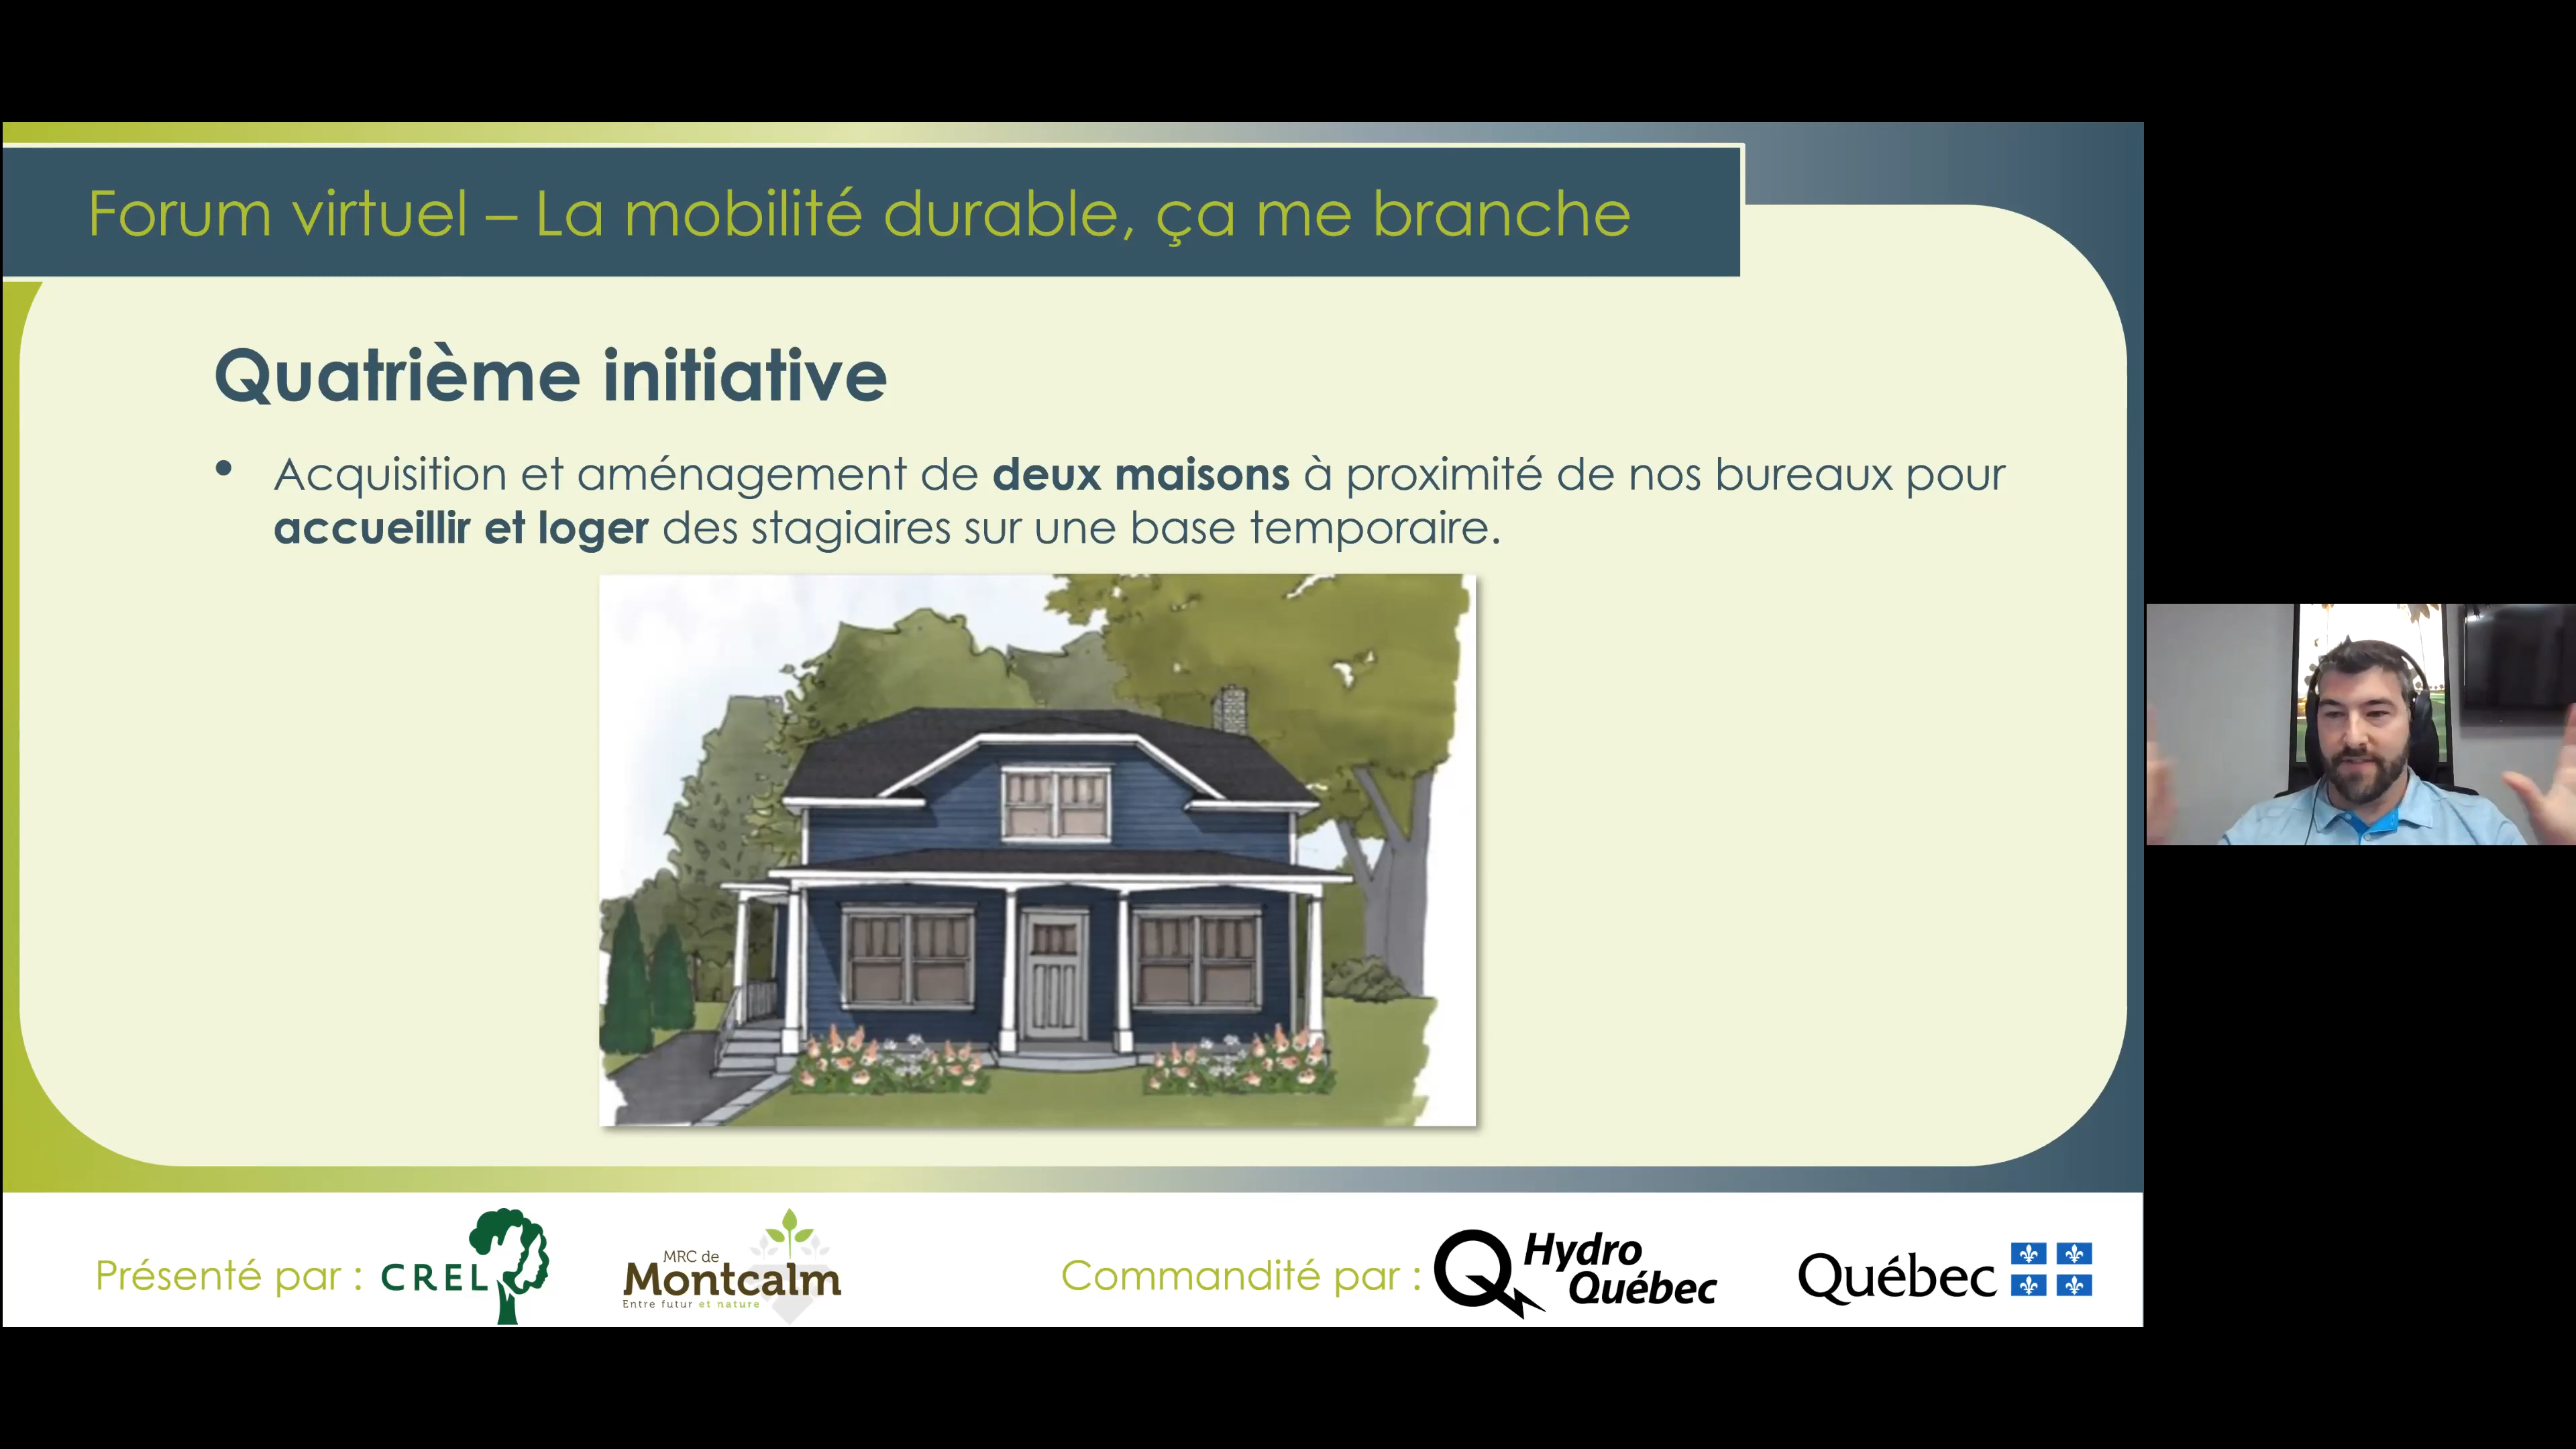 Forum virtuel – La mobilité durable, ça me branche
Quatrième initiative
• Acquisition et aménagement de deux maisons à proximité de nos bureaux pour
accueillir et loger des stagiaires sur une base temporaire.
Présenté par :
CREL
MRC de
Montcalm
Entre futur et nature
Commandité par :
Hydro
Québec
Québec